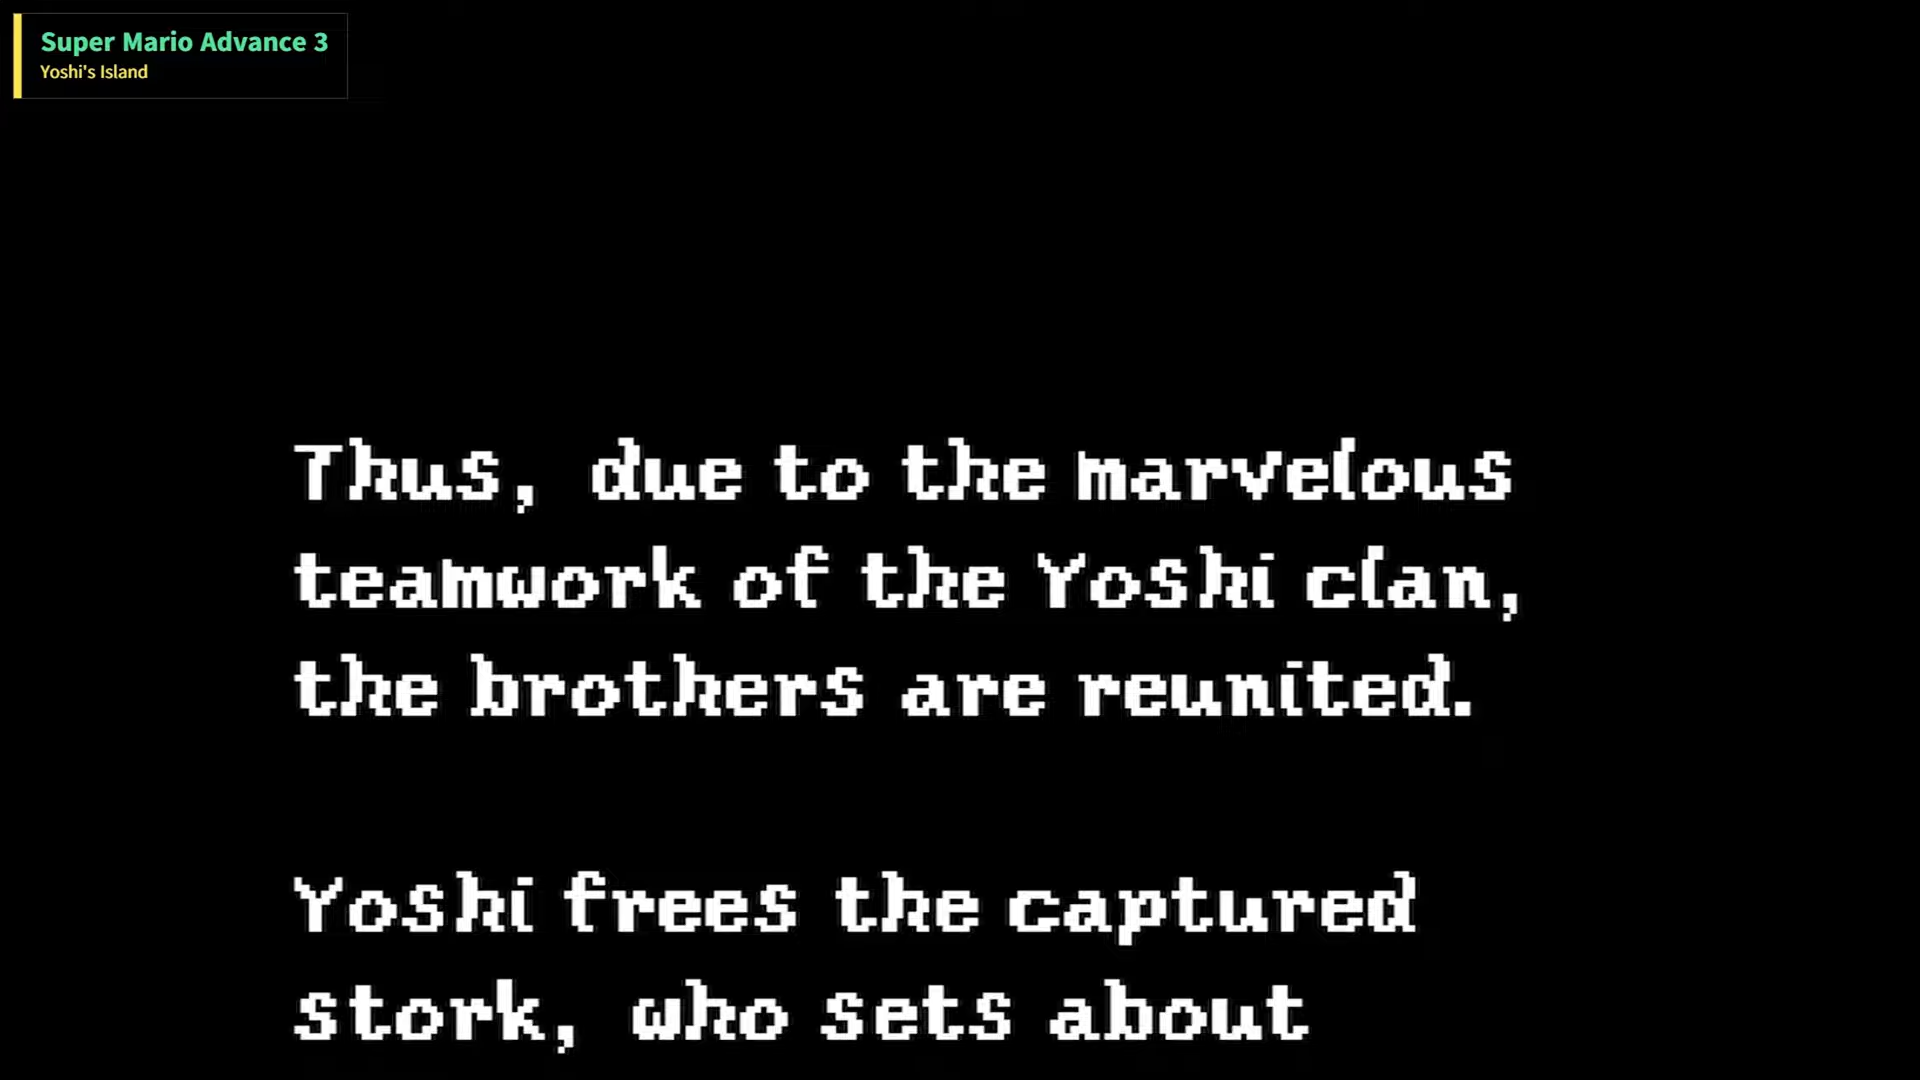 Super Mario Advance 3
Yoshi's Island
Thus, due to the marvelous
teamwork of the Yoshi clan,
the brothers are reunited.
Yoshi frees the captured
stork, who sets about